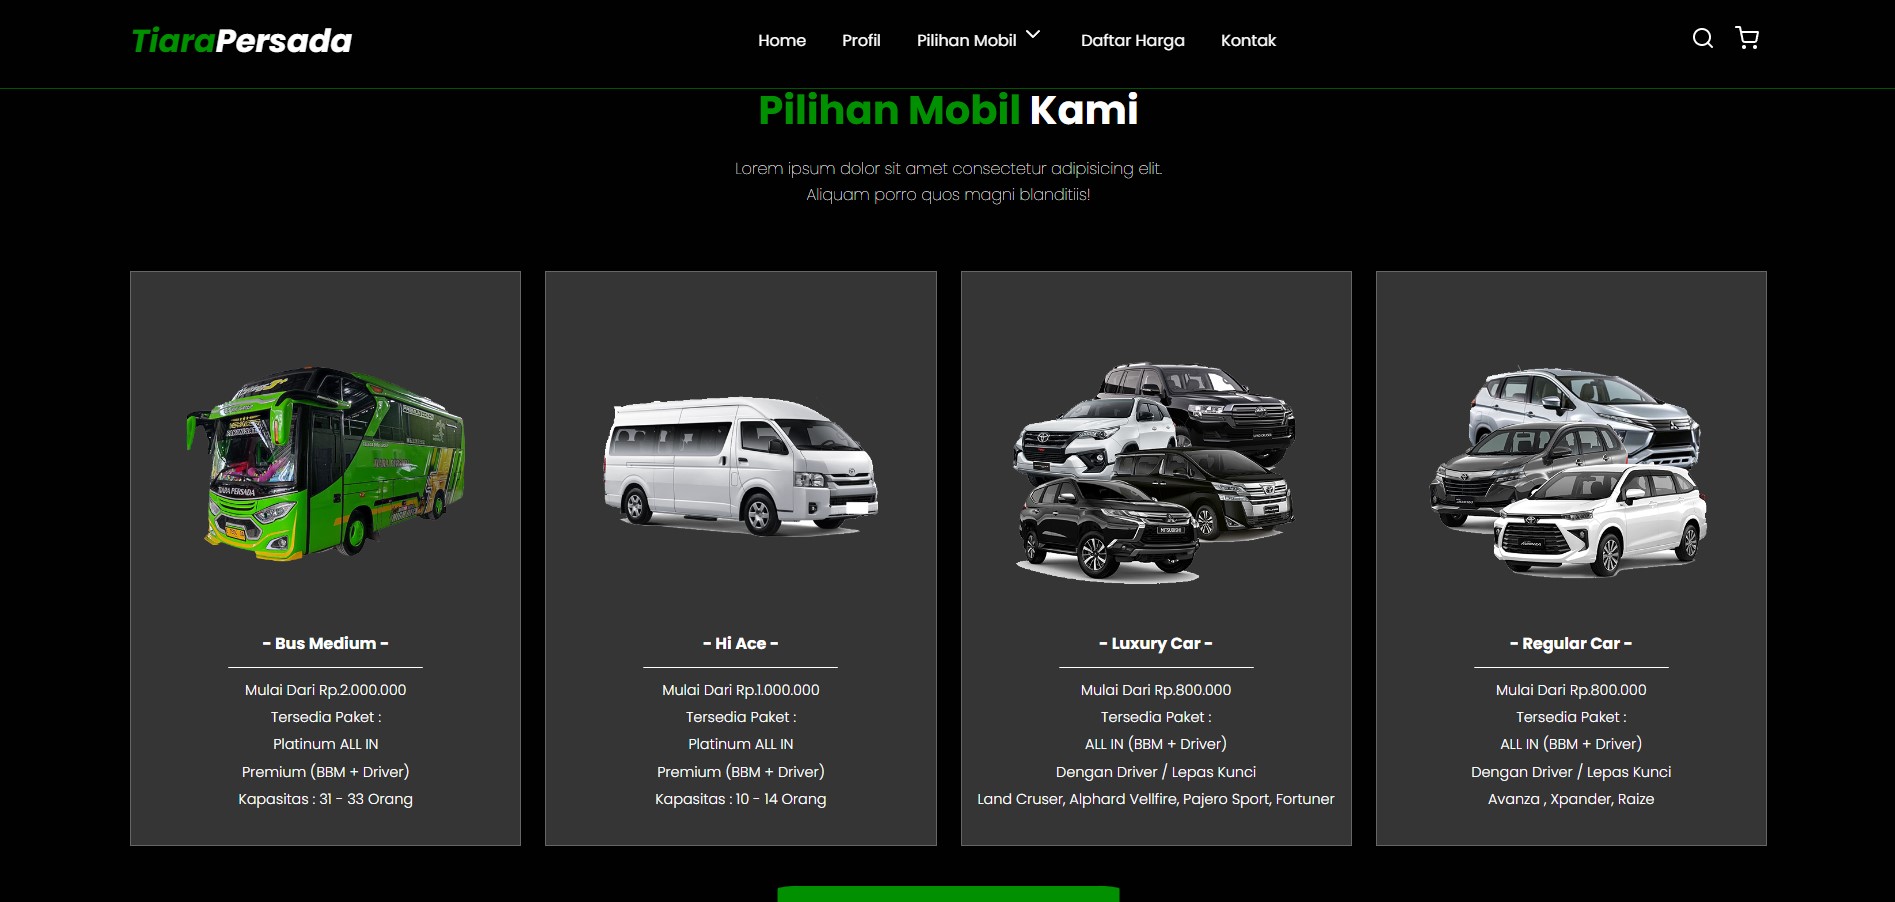 TiaraPersada
Home Profil Pilihan Mobil Daftar Harga Kontak
Pilihan Mobil Kami
Lorem ipsum dolor sit amet consectetur adipisicing elit.
Aliquam porro quos magni blanditiis!
TIARA PERSADA
MITSUBISHI
- Bus Medium -
Mulai Dari Rp.2.000.000
Tersedia Paket :
Platinum ALL IN
Premium (BBM + Driver)
Kapasitas : 31 - 33 Orang
- Hi Ace -
Mulai Dari Rp.1.000.000
Tersedia Paket :
Platinum ALL IN
Premium (BBM + Driver)
Kapasitas : 10 - 14 Orang
- Luxury Car -
Mulai Dari Rp.800.000
Tersedia Paket :
ALL IN (BBM + Driver)
Dengan Driver / Lepas Kunci
Land Cruser, Alphard Vellfire, Pajero Sport, Fortuner
- Regular Car -
Mulai Dari Rp.800.000
Tersedia Paket :
ALL IN (BBM + Driver)
Dengan Driver / Lepas Kunci
Avanza , Xpander, Raize